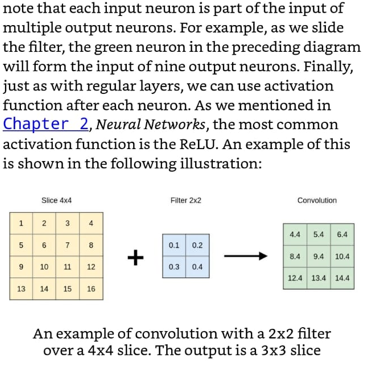 note that each input neuron is part of the input of
multiple output neurons. For example, as we slide
the filter, the green neuron in the preceding diagram
will form the input of nine output neurons. Finally,
just as with regular layers, we can use activation
function after each neuron. As we mentioned in
Chapter 2, Neural Networks, the most common
activation function is the ReLU. An example of this
is shown in the following illustration:
Slice 4x4 Filter 2x2 Convolution
1 2 3 4
5 6 7 8
9 10 11 12
13 14 15 16
+
0.1 0.2
0.3 0.4
4.4 5.4 6.4
8.4 9.4 10.4
12.4 13.4 14.4
An example of convolution with a 2x2 filter
over a 4x4 slice. The output is a 3x3 slice